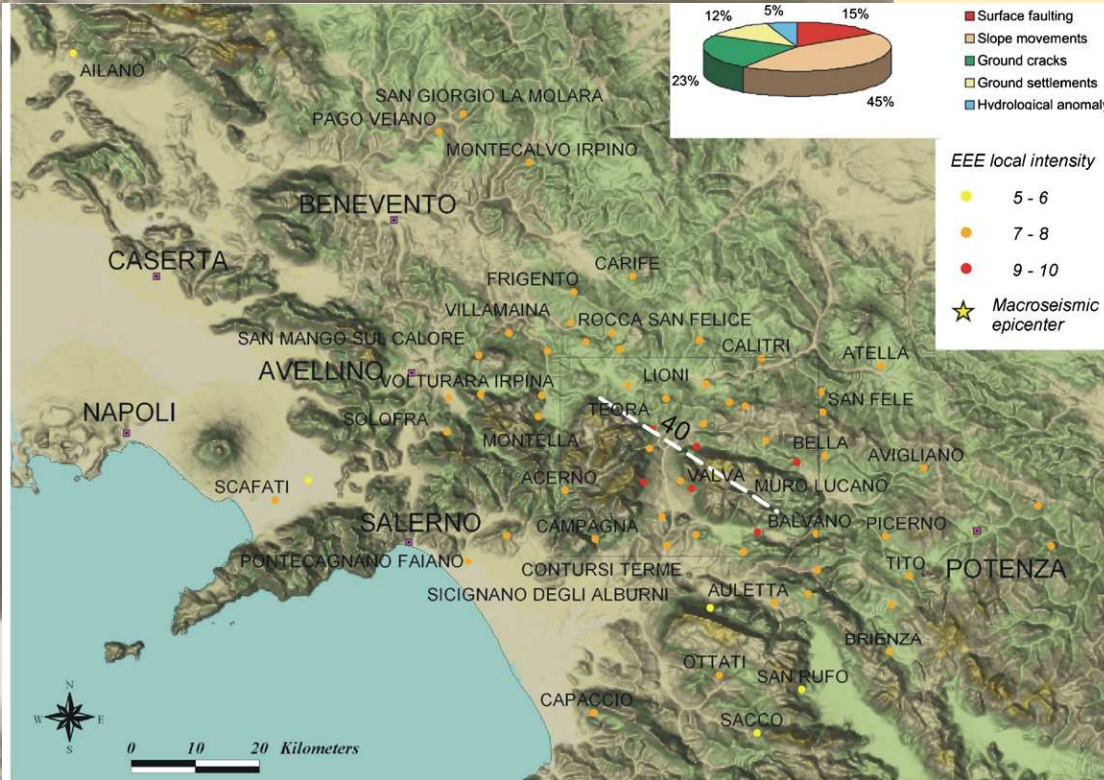 12%
5%
15%
23%
45%
Surface faulting
Slope movements
Ground cracks
Ground settlements
Hydrological anomaly
EEE local intensity
5 - 6
7 - 8
9 - 10
Macroseismic
epicenter
AILANO
SAN GIORGIO LA MOLARA
PAGO VEIANO
MONTECALVO IRPINO
BENEVENTO
CASERTA
CARIFE
FRIGENTO
VILLAMAINA
ROCCA SAN FELICE
SAN MANGO SUL CALORE
CALITRI
ATELLA
AVELLINO
VOLTURARA IRPINA
LIONI
SAN FELE
NAPOLI
SOLOFRA
TEORA
40
MONTELLA
BELLA
AVIGLIANO
SCAFATI
ACERNO
VALVA
MURO LUCANO
SALERNO
CAMPAGNA
BALVANO
PICERNO
PONTECAGNANO FAIANO
CONTURSI TERME
TITO
POTENZA
SICIGNANO DEGLI ALBURNI
AULETTA
BRIENZA
OTTATI
SAN RUFO
CAPACCIO
SACCO
N
W
E
S
0 10 20 Kilometers